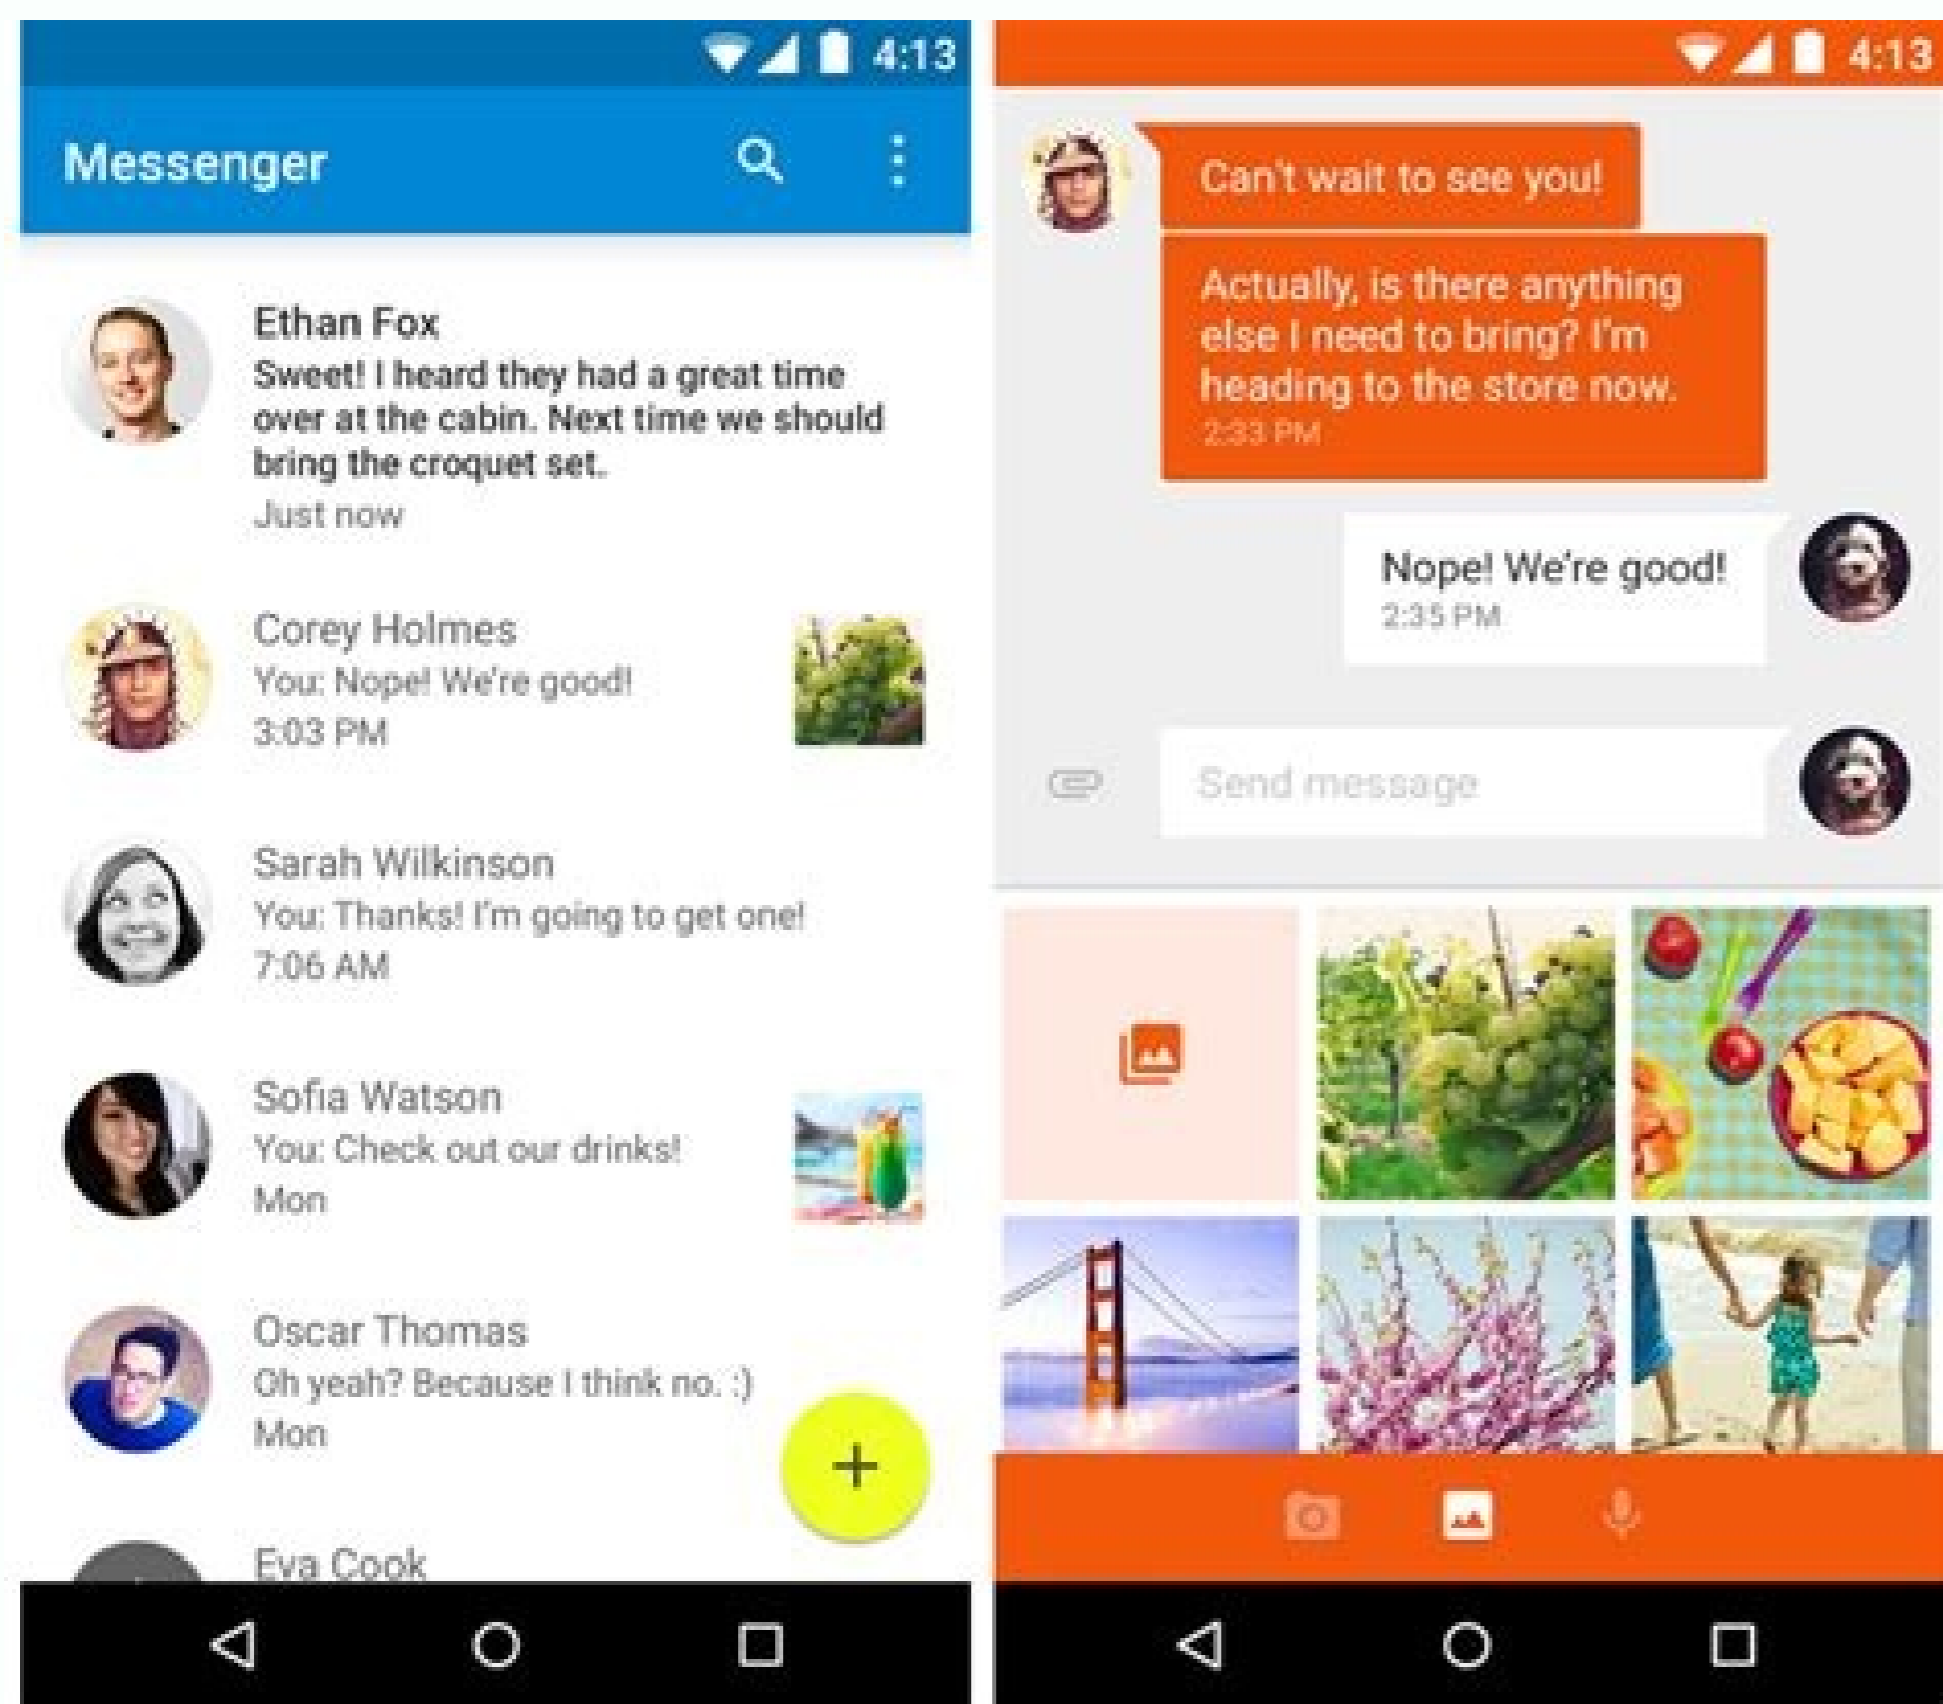 4:13
Messenger
Ethan Fox
Sweet! I heard they had a great time
over at the cabin. Next time we should
bring the croquet set.
Just now
Corey Holmes
You: Nope! We're good!
3:03 PM
Sarah Wilkinson
You: Thanks! I'm going to get one!
7:06 AM
Sofia Watson
You: Check out our drinks!
Mon
Oscar Thomas
Oh yeah? Because I think no. :)
Mon
+
Eva Cook
4:13
Can't wait to see you!
Actually, is there anything
else I need to bring? I'm
heading to the store now.
2:33 PM
Nope! We're good!
2:35 PM
Send message